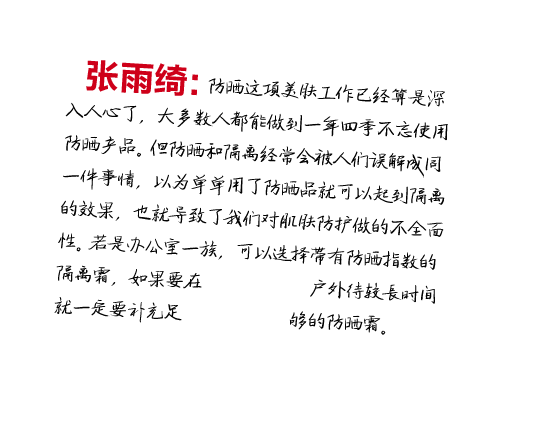 张雨绮：防晒这项美肤工作已经算是深
入人心了，大多数人都能做到一年四季不忘使用
防晒产品。但防晒和隔离经常会被人们误解成同
一件事情，以为单单用了防晒品就可以起到隔离
的效果，也就导致了我们对肌肤防护做的不全面
性。若是办公室一族，可以选择带有防晒指数的
隔离霜，如果要在户外待较長时间
就一定要补充足够的防晒霜。